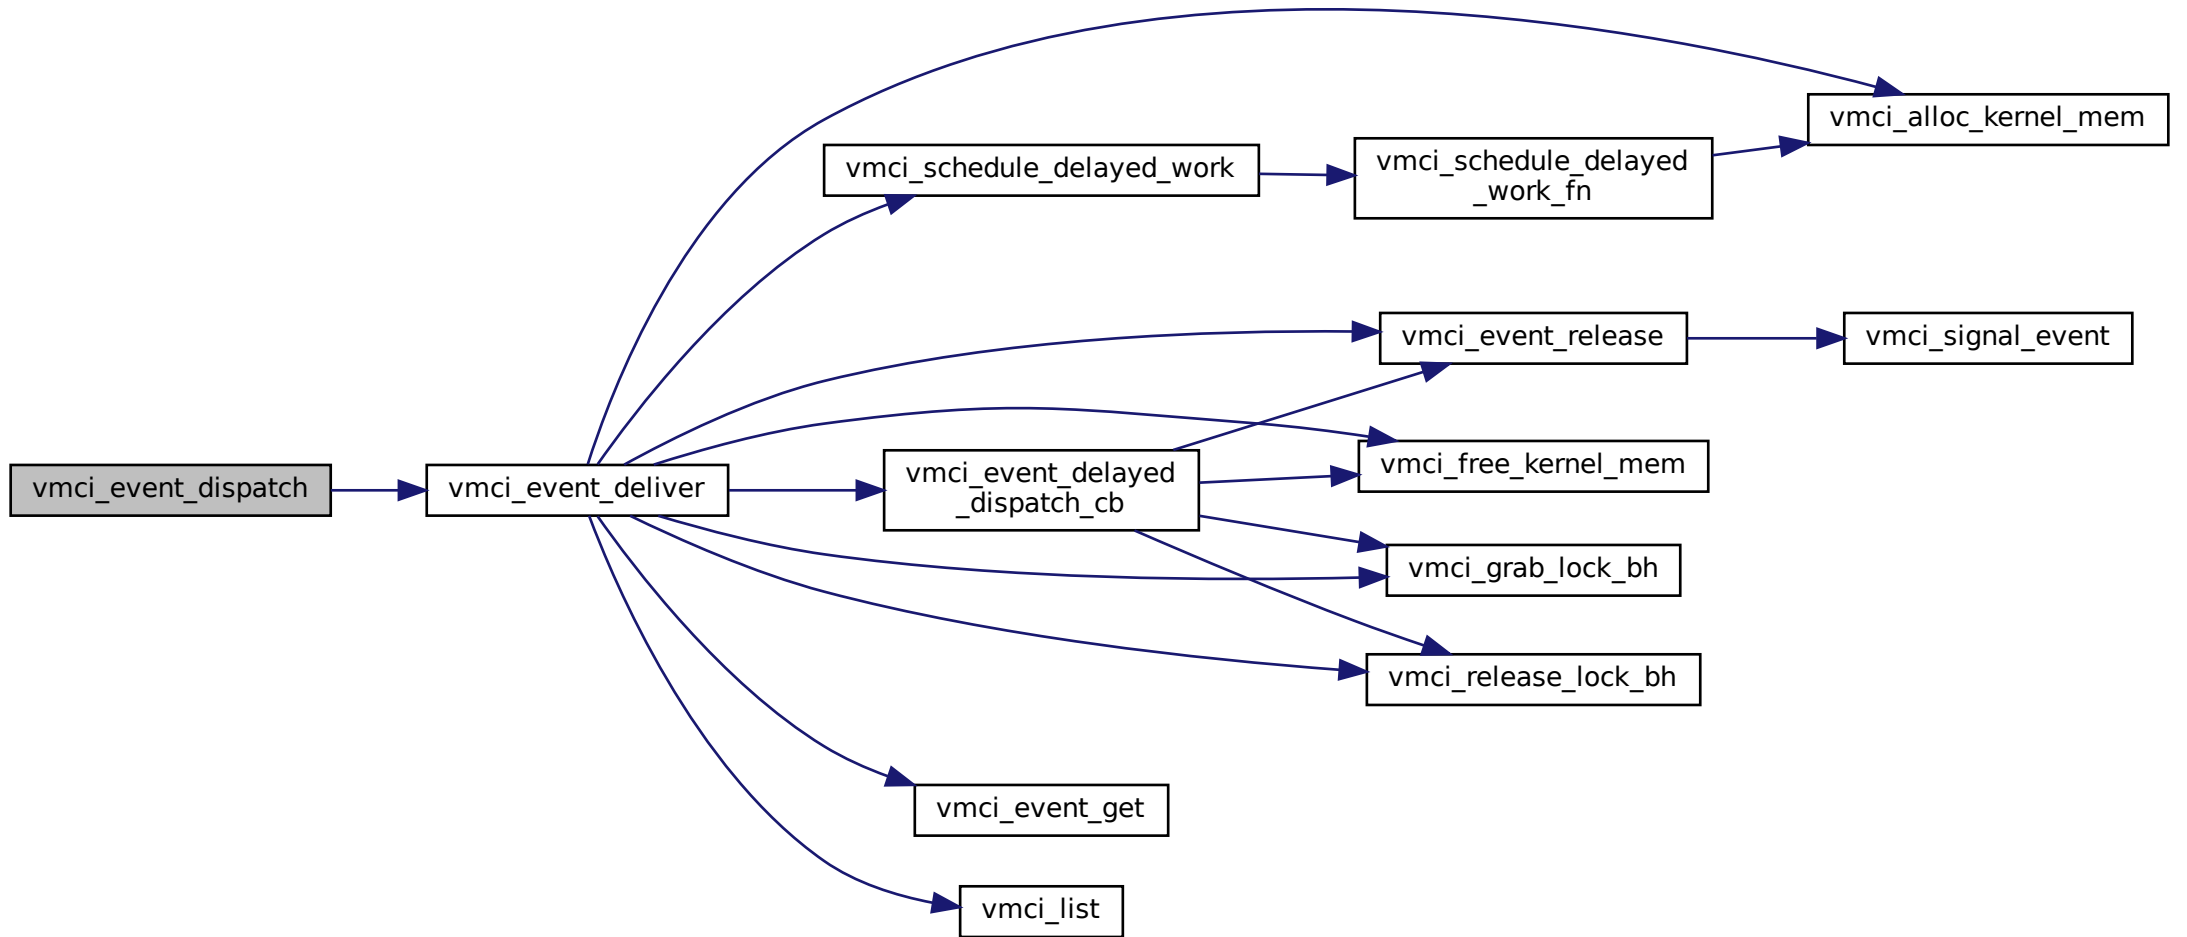 vmci_alloc_kernel_mem
vmci_schedule_delayed_work
vmci_schedule_delayed
_work_fn
vmci_event_release
vmci_signal_event
vmci_event_dispatch
vmci_event_deliver
vmci_event_delayed
_dispatch_cb
vmci_free_kernel_mem
vmci_grab_lock_bh
vmci_release_lock_bh
vmci_event_get
vmci_list